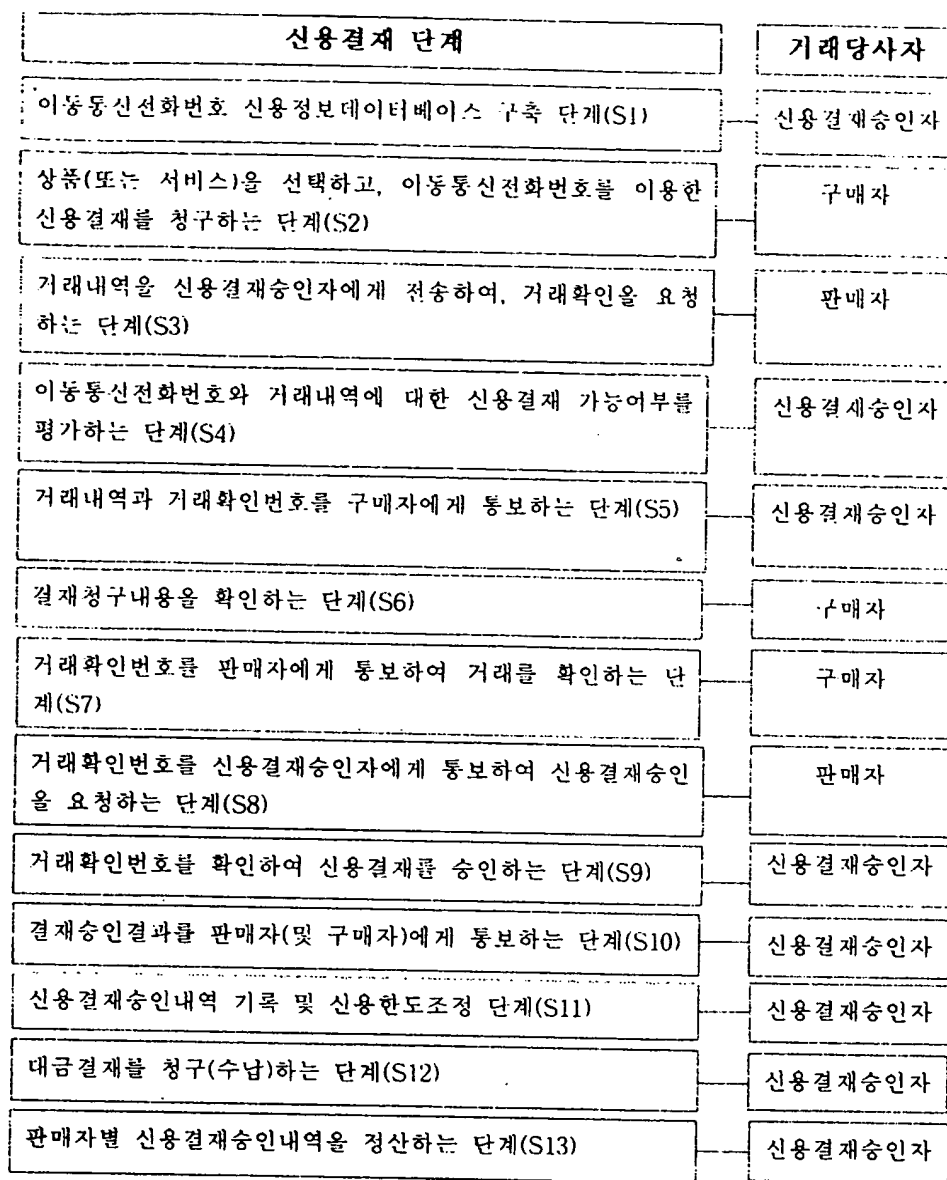 신용결재 단계
기래당사자
이동통신전화번호 신용정보데이터베이스 구축 단계(S1)
신용결재승인자
상품(또는 서비스)을 선택하고, 이동통신전화번호를 이용한
신용결재를 청구하는 단계(S2)
구매자
거래내역을 신용결재승인자에게 전송하여, 거래확인을 요청
하는 단계(S3)
판매자
이동통신전화번호와 거래내역에 대한 신용결재 가능여부를
평가하는 단계(S4)
신용결재승인자
거래내역과 거래확인번호를 구매자에게 통보하는 단계(S5)
신용결재승인자
결재청구내용을 확인하는 단계(S6)
구매자
거래확인번호를 판매자에게 통보하여 거래를 확인하는 단
계(S7)
구매자
거래확인번호를 신용결재승인자에게 통보하여 신용결재승인
을 요청하는 단계(S8)
판매자
거래확인번호를 확인하여 신용결재를 승인하는 단계(S9)
신용결재승인자
결재승인결과를 판매자(및 구매자)에게 통보하는 단계(S10)
신용결재승인자
신용결재승인내역 기록 및 신용한도조정 단계(S11)
신용결재승인자
대금결재를 청구(수납)하는 단계(S12)
신용결재승인자
판매자별 신용결재승인내역을 정산하는 단계(S13)
신용결재승인자